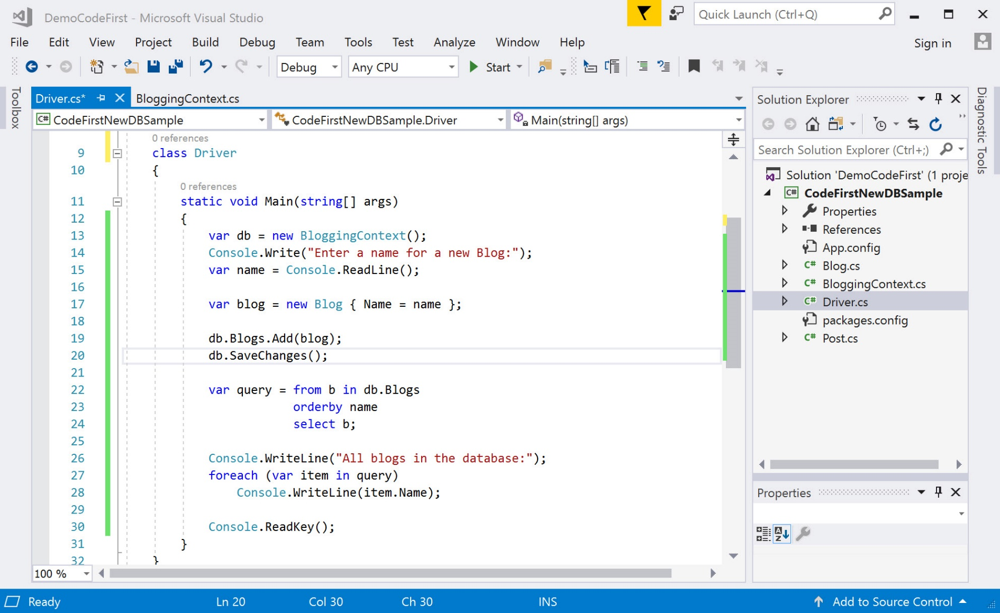 DemoCodeFirst - Microsoft Visual Studio
Quick Launch (Ctrl+Q)
File Edit View Project Build Debug Team Tools Test Analyze Window Help
Sign in
Debug Any CPU Start
Toolbox
Driver.cs* BloggingContext.cs
C# CodeFirstNewDBSample CodeFirstNewDBSample.Driver Main(string[] args)
0 references
9 class Driver
10 {
0 references
11 static void Main(string[] args)
12 {
13 var db = new BloggingContext();
14 Console.Write("Enter a name for a new Blog:");
15 var name = Console.ReadLine();
16
17 var blog = new Blog { Name = name };
18
19 db.Blogs.Add(blog);
20 db.SaveChanges();
21
22 var query = from b in db.Blogs
23 orderby name
24 select b;
25
26 Console.WriteLine("All blogs in the database:");
27 foreach (var item in query)
28 Console.WriteLine(item.Name);
29
30 Console.ReadKey();
31 }
32 }
100 %
Solution Explorer
Search Solution Explorer (Ctrl+;)
Solution 'DemoCodeFirst' (1 proje
C# CodeFirstNewDBSample
Properties
References
App.config
C# Blog.cs
C# BloggingContext.cs
C# Driver.cs
packages.config
C# Post.cs
Properties
Diagnostic Tools
Ready Ln 20 Col 30 Ch 30 INS Add to Source Control